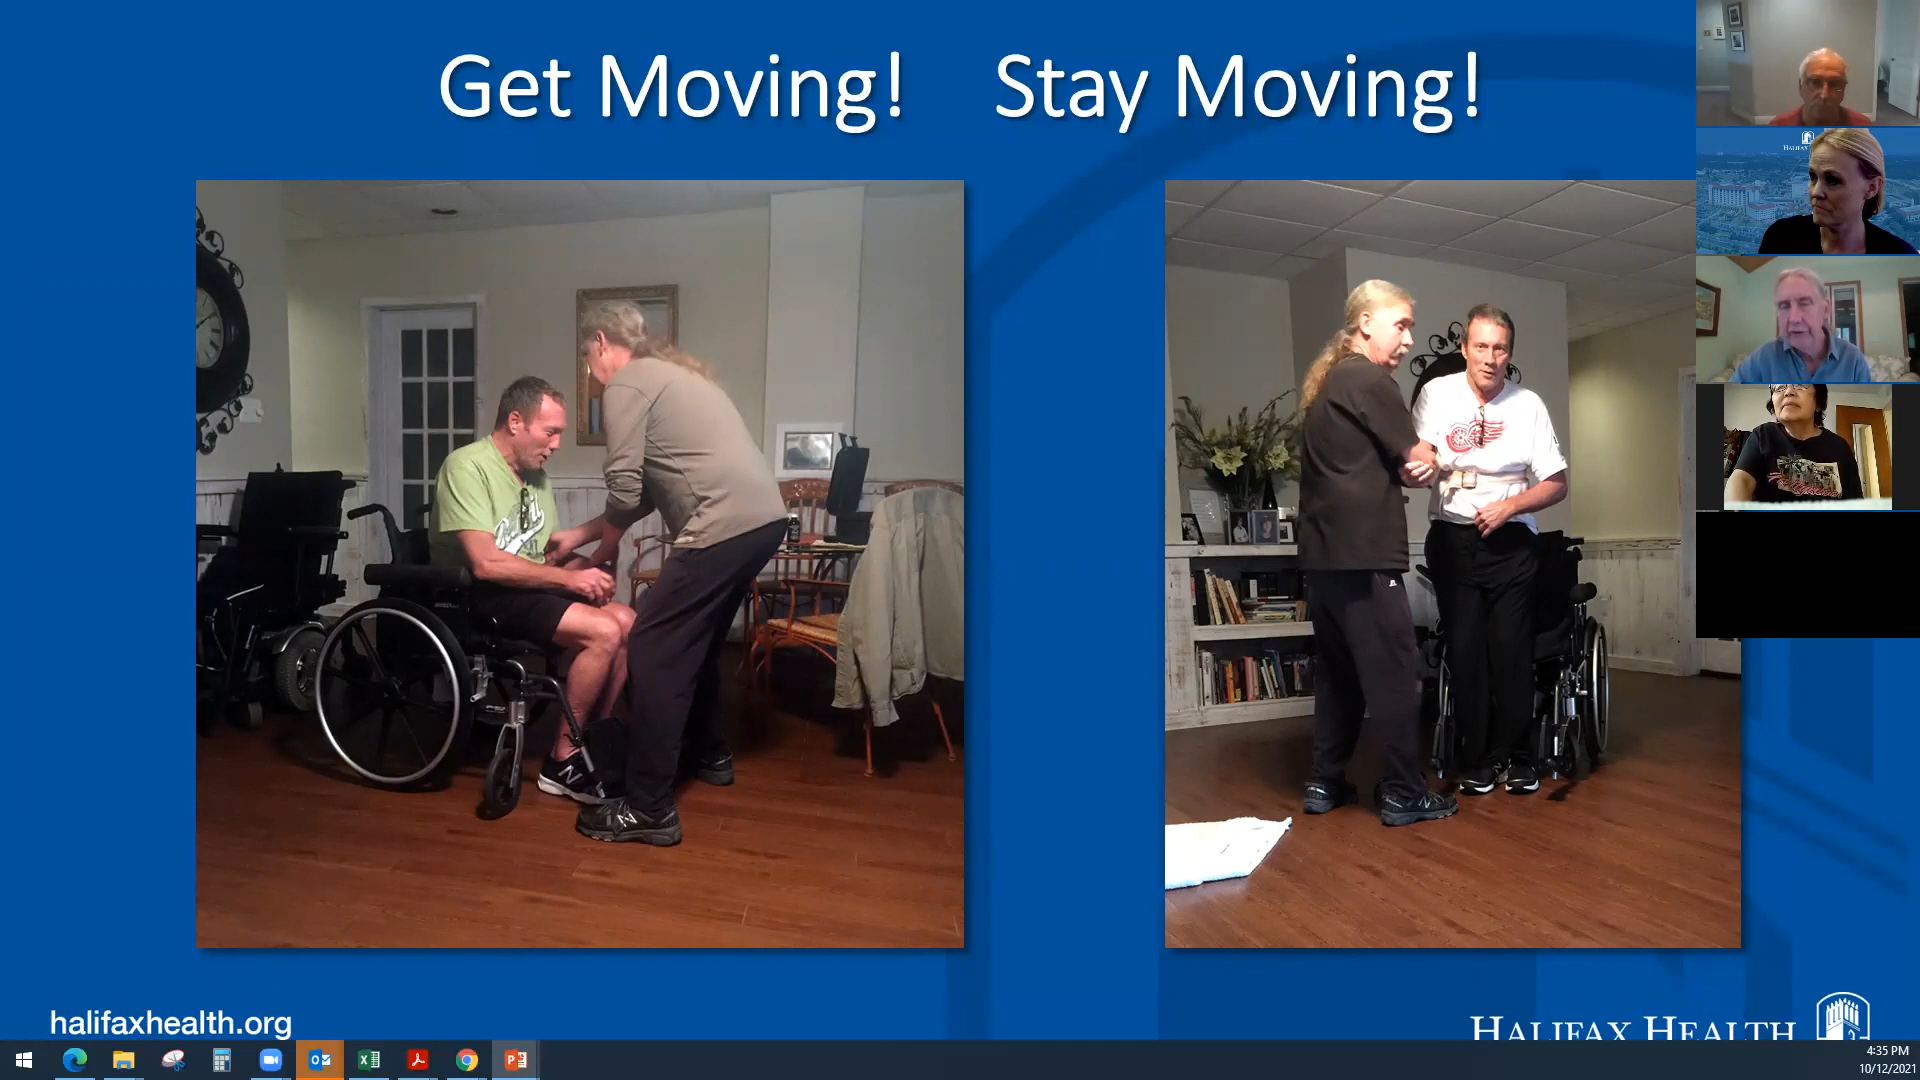 Get Moving! Stay Moving!
halifaxhealth.org
HALIFAX HEALTH
4:35 PM
10/12/2021